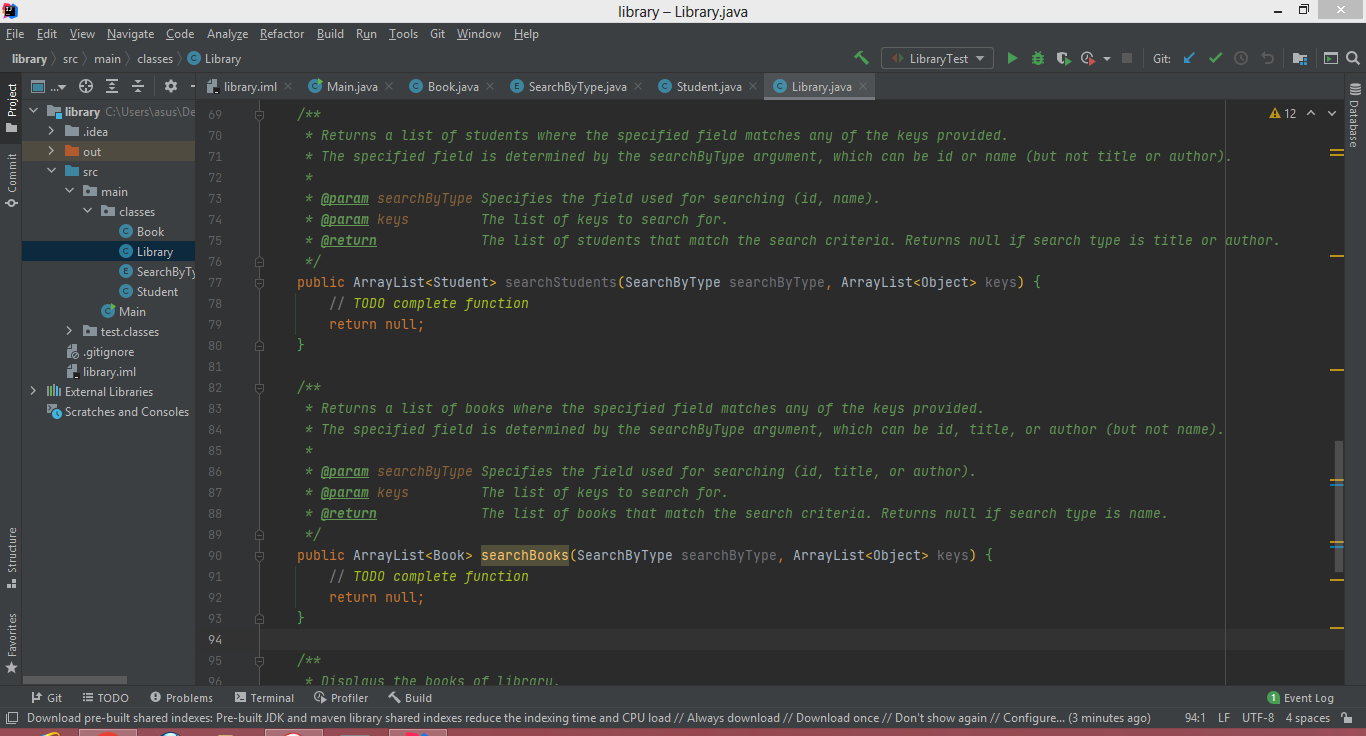 library – Library.java
File Edit View Navigate Code Analyze Refactor Build Run Tools Git Window Help
library src main classes Library LibraryTest Git:
Project ... library.iml Main.java Book.java SearchByType.java Student.java Library.java
library C:\Users\asus\De
.idea
out
src
main
classes
Book
Library
SearchByTy
Student
Main
test.classes
.gitignore
library.iml
External Libraries
Scratches and Consoles
Commit
Structure
Favorites
Database
12
69 /**
70 * Returns a list of students where the specified field matches any of the keys provided.
71 * The specified field is determined by the searchByType argument, which can be id or name (but not title or author).
72 *
73 * @param searchByType Specifies the field used for searching (id, name).
74 * @param keys The list of keys to search for.
75 * @return The list of students that match the search criteria. Returns null if search type is title or author.
76 */
77 public ArrayList<Student> searchStudents(SearchByType searchByType, ArrayList<Object> keys) {
78 // TODO complete function
79 return null;
80 }
81
82 /**
83 * Returns a list of books where the specified field matches any of the keys provided.
84 * The specified field is determined by the searchByType argument, which can be id, title, or author (but not name).
85 *
86 * @param searchByType Specifies the field used for searching (id, title, or author).
87 * @param keys The list of keys to search for.
88 * @return The list of books that match the search criteria. Returns null if search type is name.
89 */
90 public ArrayList<Book> searchBooks(SearchByType searchByType, ArrayList<Object> keys) {
91 // TODO complete function
92 return null;
93 }
94
95 /**
96 * Displays the books of library.
Git TODO Problems Terminal Profiler Build 1 Event Log
Download pre-built shared indexes: Pre-built JDK and maven library shared indexes reduce the indexing time and CPU load // Always download // Download once // Don't show again // Configure... (3 minutes ago) 94:1 LF UTF-8 4 spaces